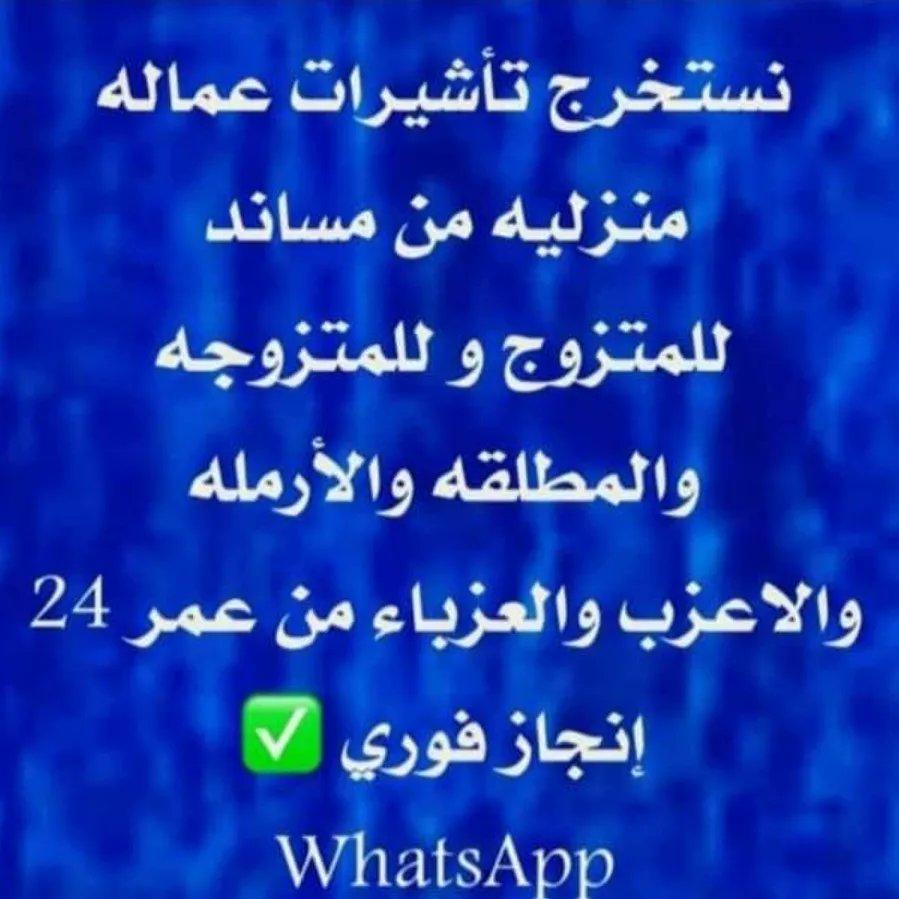 نستخرج تأشيرات عماله
منزليه من مساند
للمتزوج و للمتزوجه
والمطلقه والأرمله
والاعزب والعزباء من عمر 24
إنجاز فوري ✅
WhatsApp